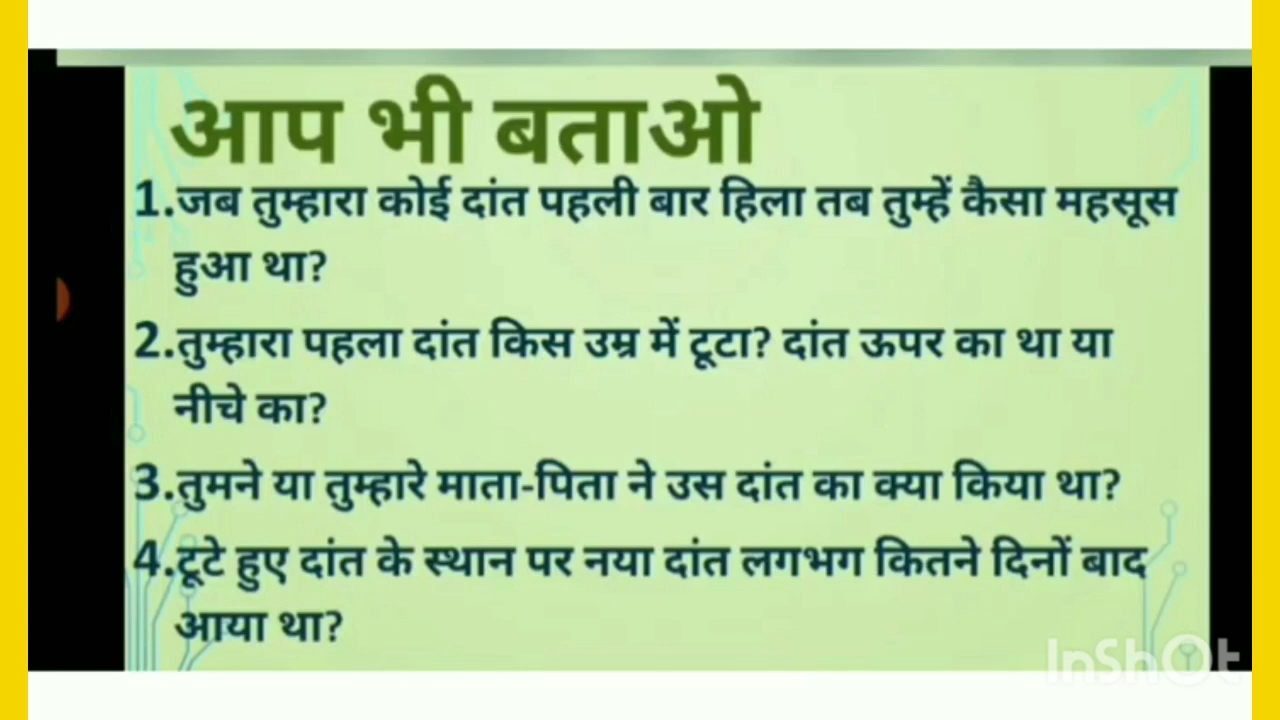 आप भी बताओ
1.जब तुम्हारा कोई दांत पहली बार हिला तब तुम्हें कैसा महसूस
हुआ था?
2.तुम्हारा पहला दांत किस उम्र में टूटा? दांत ऊपर का था या
नीचे का?
3.तुमने या तुम्हारे माता-पिता ने उस दांत का क्या किया था?
4.टूटे हुए दांत के स्थान पर नया दांत लगभग कितने दिनों बाद
आया था?
InShOt